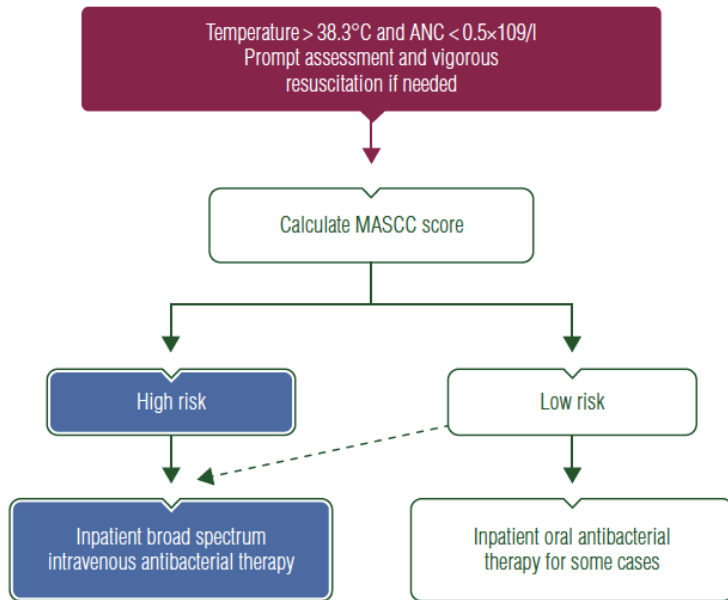 Temperature > 38.3°C and ANC < 0.5×109/l
Prompt assessment and vigorous
resuscitation if needed
Calculate MASCC score
High risk
Low risk
Inpatient broad spectrum
intravenous antibacterial therapy
Inpatient oral antibacterial
therapy for some cases